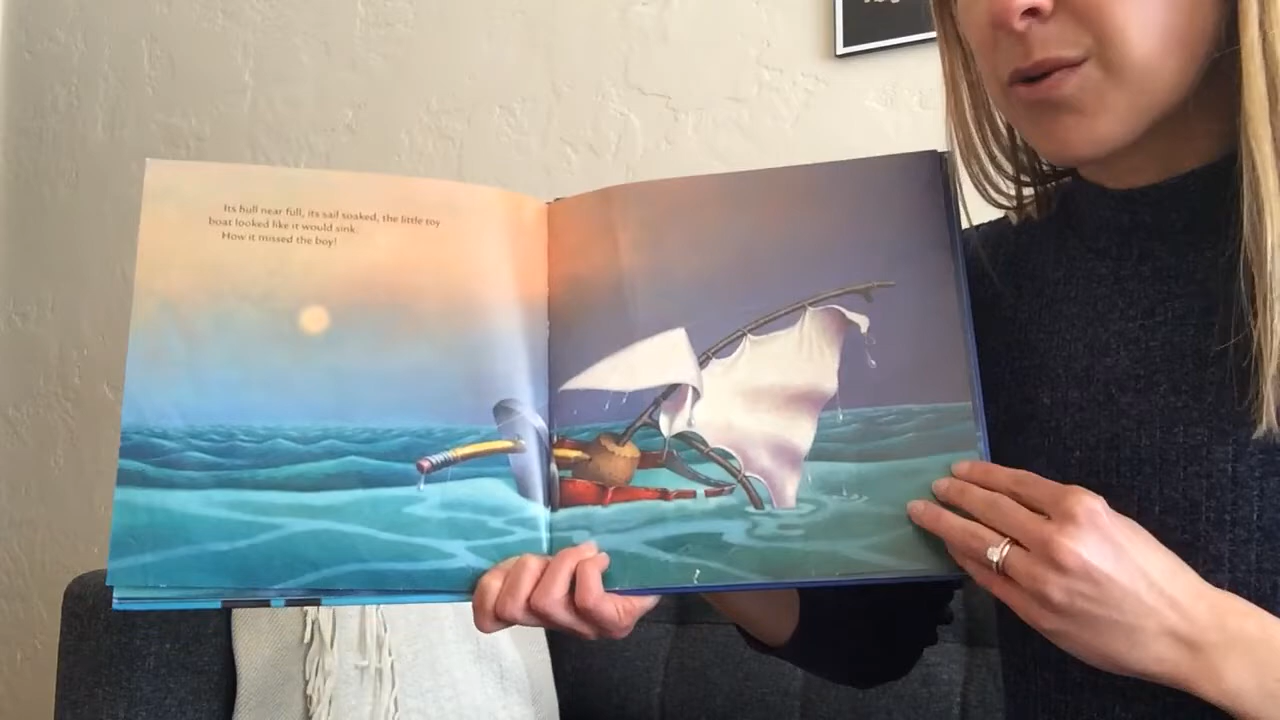 Its hull near full, its sail soaked, the little toy
boat looked like it would sink.
How it missed the boy!